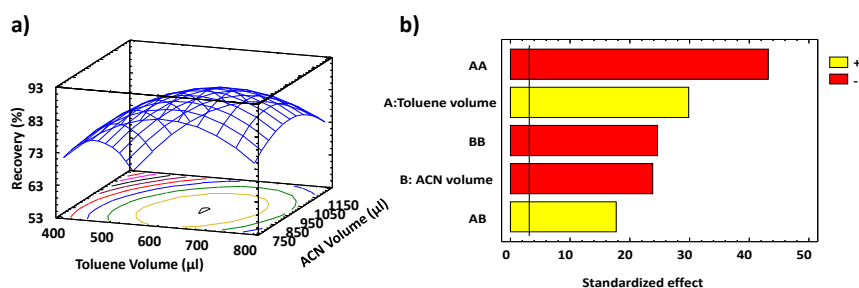 a)
93
83
73
63
53
Recovery (%)
400
500
600
700
800
Toluene Volume (µl)
750
850
950
1050
1150
ACN Volume (µl)
b)
AA
A:Toluene volume
BB
B: ACN volume
AB
0
10
20
30
40
50
Standardized effect
+
-